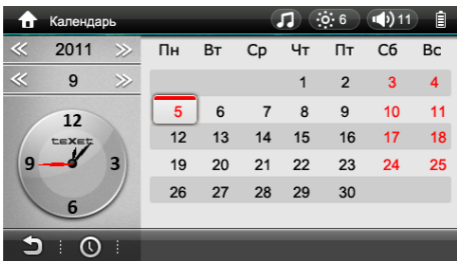 Календарь 6 11
2011 Пн Вт Ср Чт Пт Сб Вс
9 1 2 3 4
5 6 7 8 9 10 11
12 13 14 15 16 17 18
19 20 21 22 23 24 25
26 27 28 29 30
12
teXet
9 3
6